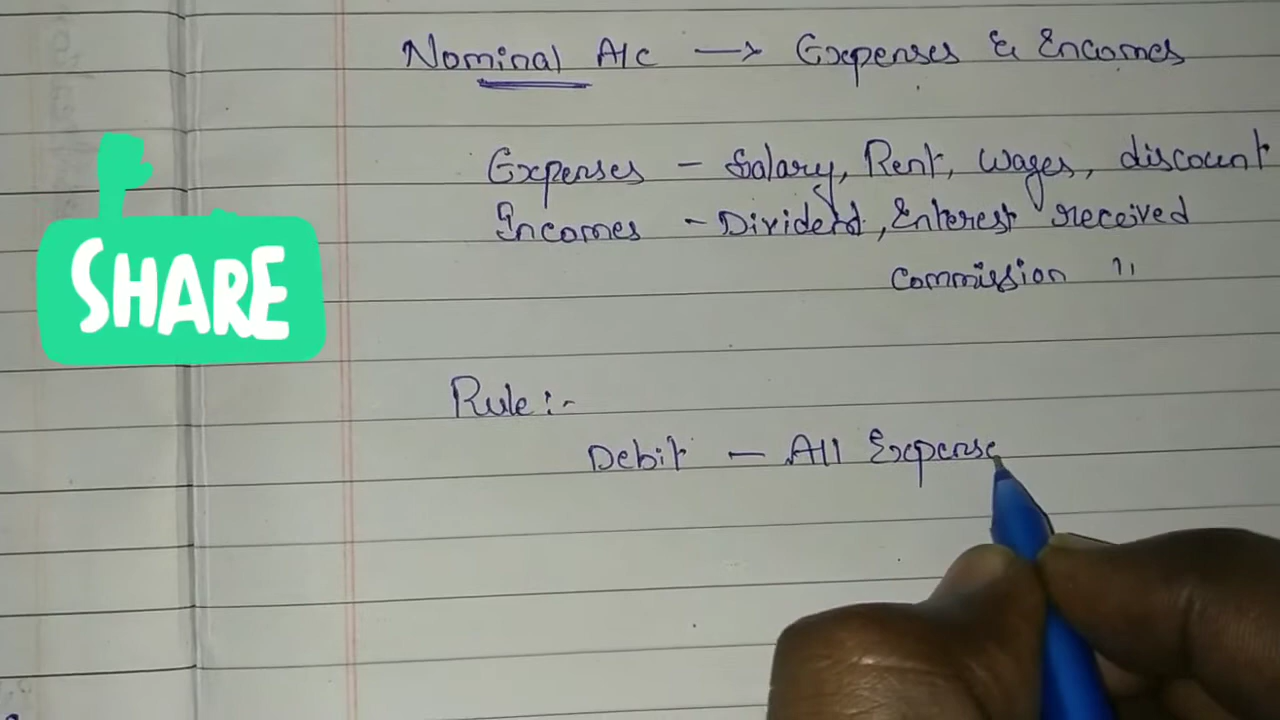 Nominal A/c → Expenses & Incomes
Expenses - Salary, Rent, Wages, discount
Incomes - Dividend, Interest received
Commission "
Rule:-
Debit - All Expense
SHARE